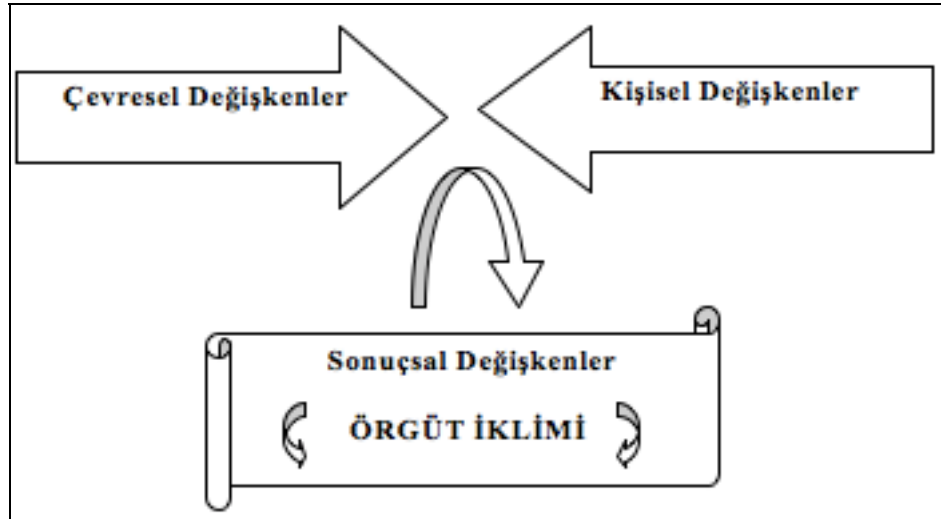 Çevresel Değişkenler
Kişisel Değişkenler
Sonuçsal Değişkenler
ÖRGÜT İKLİMİ